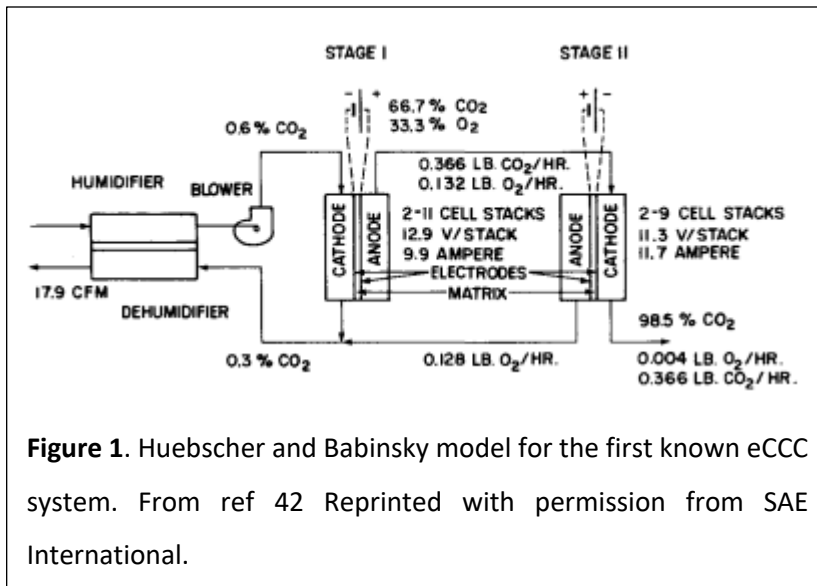 STAGE I
STAGE II
- +
+ -
66.7 % CO2
33.3 % O2
0.6 % CO2
0.366 LB. CO2/HR.
0.132 LB. O2/HR.
HUMIDIFIER
BLOWER
CATHODE
ANODE
2-11 CELL STACKS
12.9 V/STACK
9.9 AMPERE
ELECTRODES
MATRIX
ANODE
CATHODE
2-9 CELL STACKS
11.3 V/STACK
11.7 AMPERE
17.9 CFM
DEHUMIDIFIER
98.5 % CO2
0.3 % CO2
0.128 LB. O2/HR.
0.004 LB. O2/HR.
0.366 LB. CO2/HR.
Figure 1. Huebscher and Babinsky model for the first known eCCC
system. From ref 42 Reprinted with permission from SAE
International.